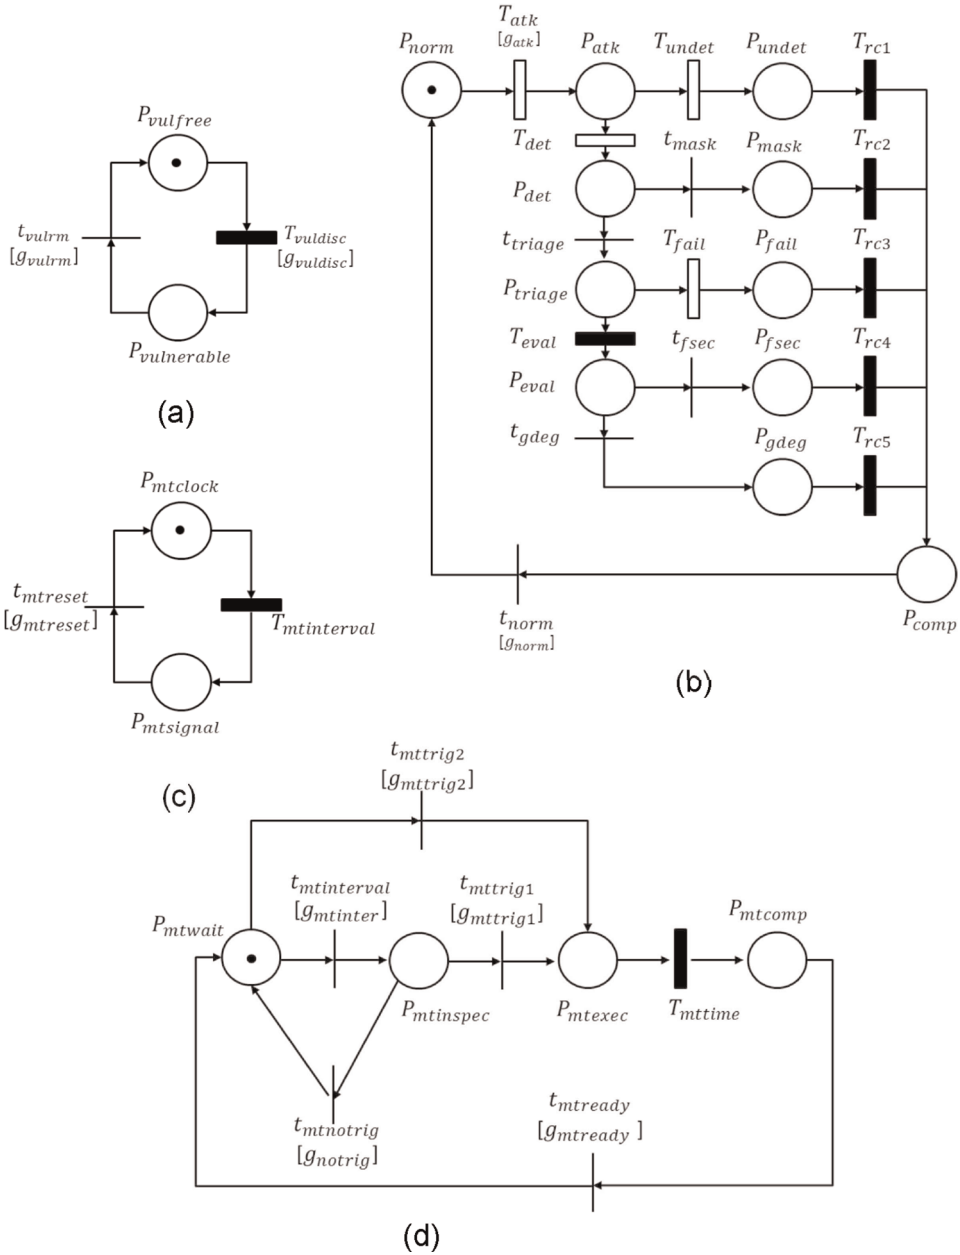 P_vulfree
t_vulrm
[g_vulrm]
T_vuldisc
[g_vuldisc]
P_vulnerable
(a)
P_norm
T_atk
[g_atk]
P_atk
T_undet
P_undet
T_rc1
T_det
t_mask
P_mask
T_rc2
P_det
t_triage
T_fail
P_fail
T_rc3
P_triage
T_eval
t_fsec
P_fsec
T_rc4
P_eval
t_gdeg
P_gdeg
T_rc5
t_norm
[g_norm]
P_comp
(b)
P_mtclock
t_mtreset
[g_mtreset]
T_mtinterval
P_mtsignal
(c)
t_mttrig2
[g_mttrig2]
P_mtwait
t_mtinterval
[g_mtinter]
t_mttrig1
[g_mttrig1]
P_mtcomp
P_mtinspec
P_mtexec
T_mttime
t_mtnotrig
[g_notrig]
t_mtready
[g_mtready ]
(d)